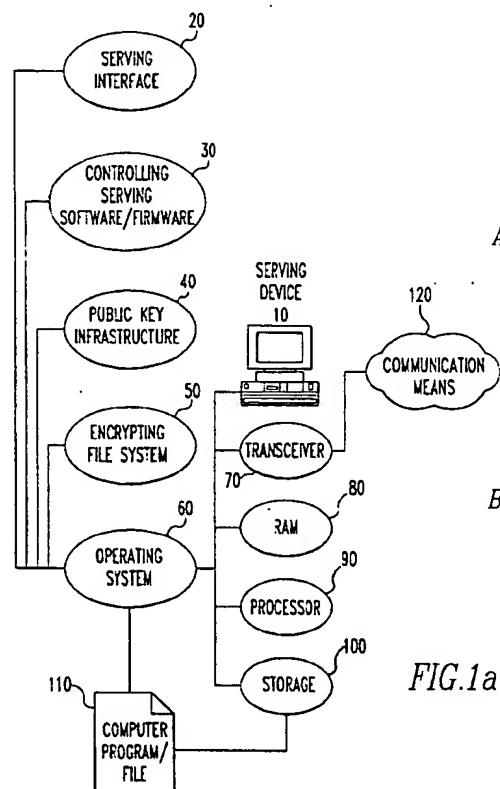 20
SERVING
INTERFACE
30
CONTROLLING
SERVING
SOFTWARE/FIRMWARE
A
40
PUBLIC KEY
INFRASTRUCTURE
SERVING
DEVICE
10
120
COMMUNICATION
MEANS
50
ENCRYPTING
FILE SYSTEM
TRANSCEIVER
70
80
RAM
B
60
OPERATING
SYSTEM
90
PROCESSOR
100
STORAGE
FIG.1a
110
COMPUTER
PROGRAM/
FILE